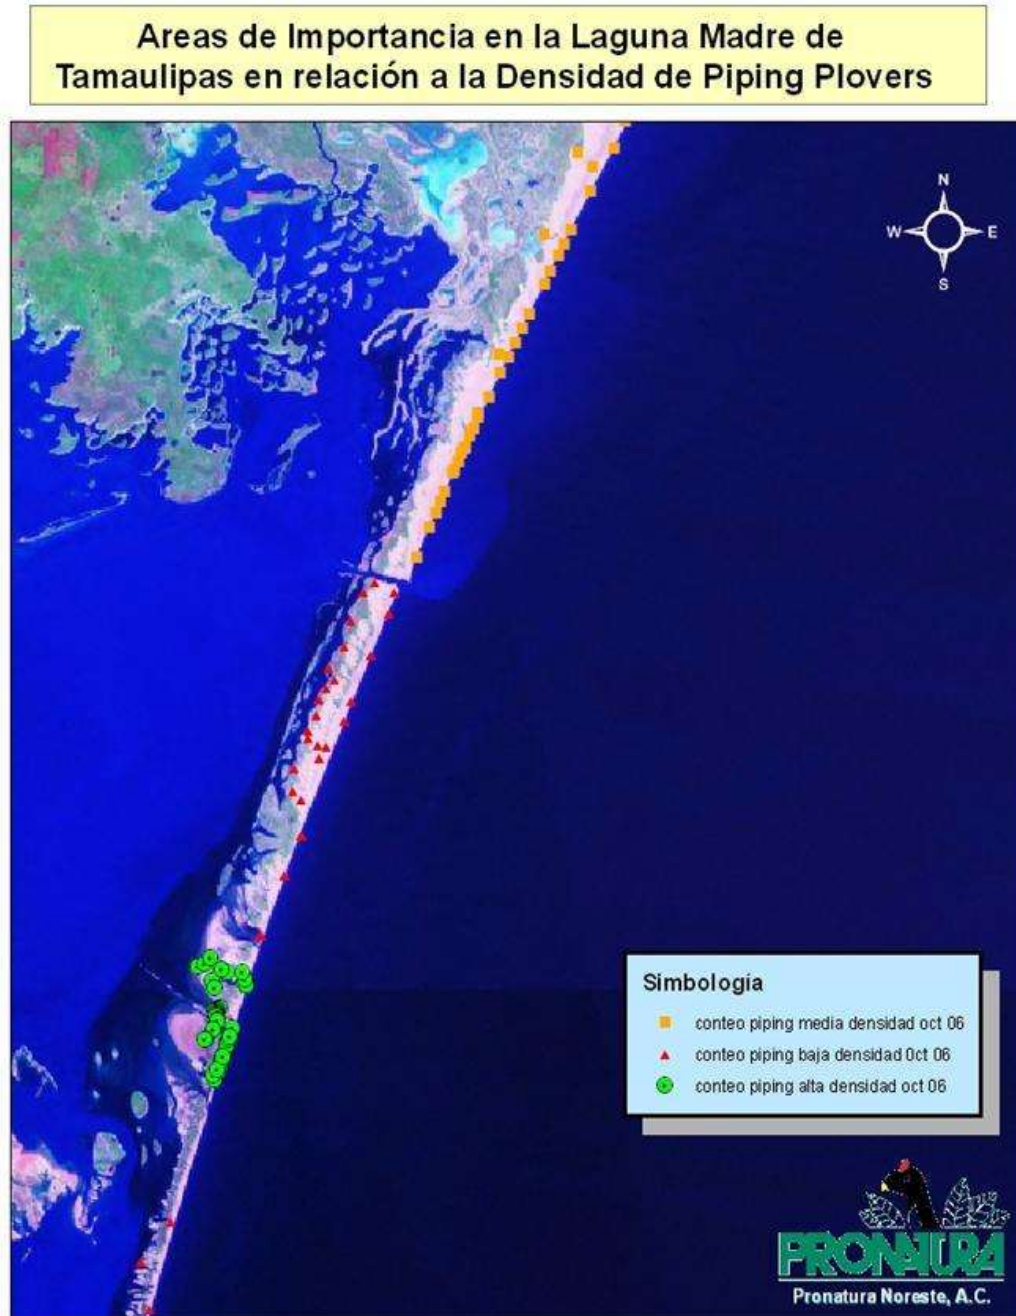 Areas de Importancia en la Laguna Madre de
Tamaulipas en relación a la Densidad de Piping Plovers
N
W E
S
Simbología
conteo piping media densidad oct 06
conteo piping baja densidad 0ct 06
conteo piping alta densidad oct 06
PRONATURA
Pronatura Noreste, A.C.